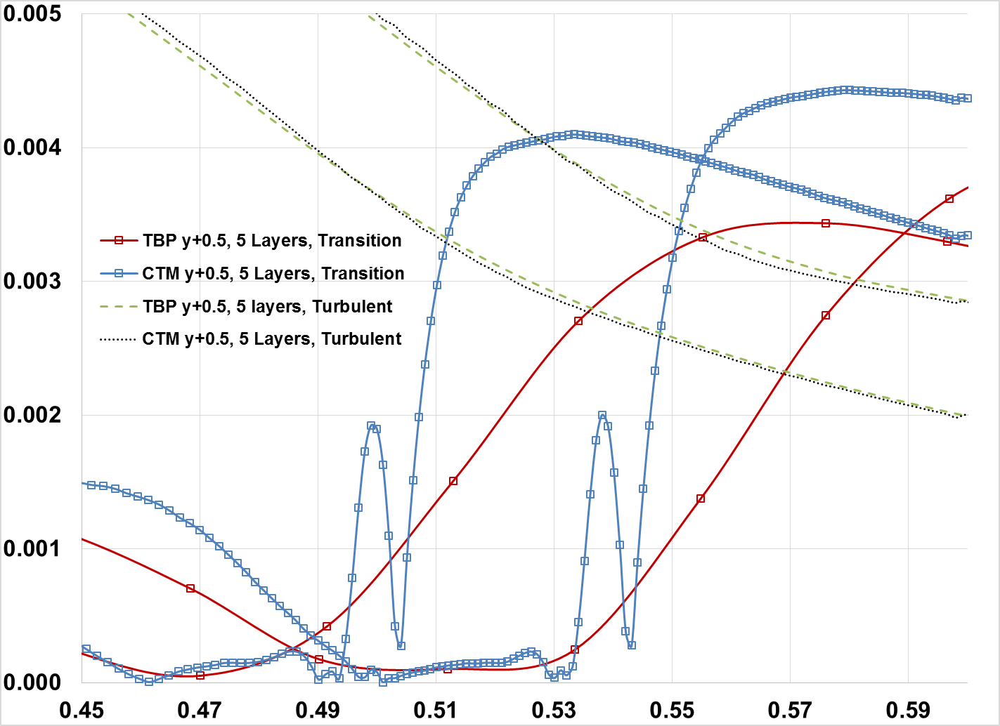 0.005
0.004
0.003
0.002
0.001
0.000
TBP y+0.5, 5 Layers, Transition
CTM y+0.5, 5 Layers, Transition
TBP y+0.5, 5 layers, Turbulent
CTM y+0.5, 5 Layers, Turbulent
0.45 0.47 0.49 0.51 0.53 0.55 0.57 0.59